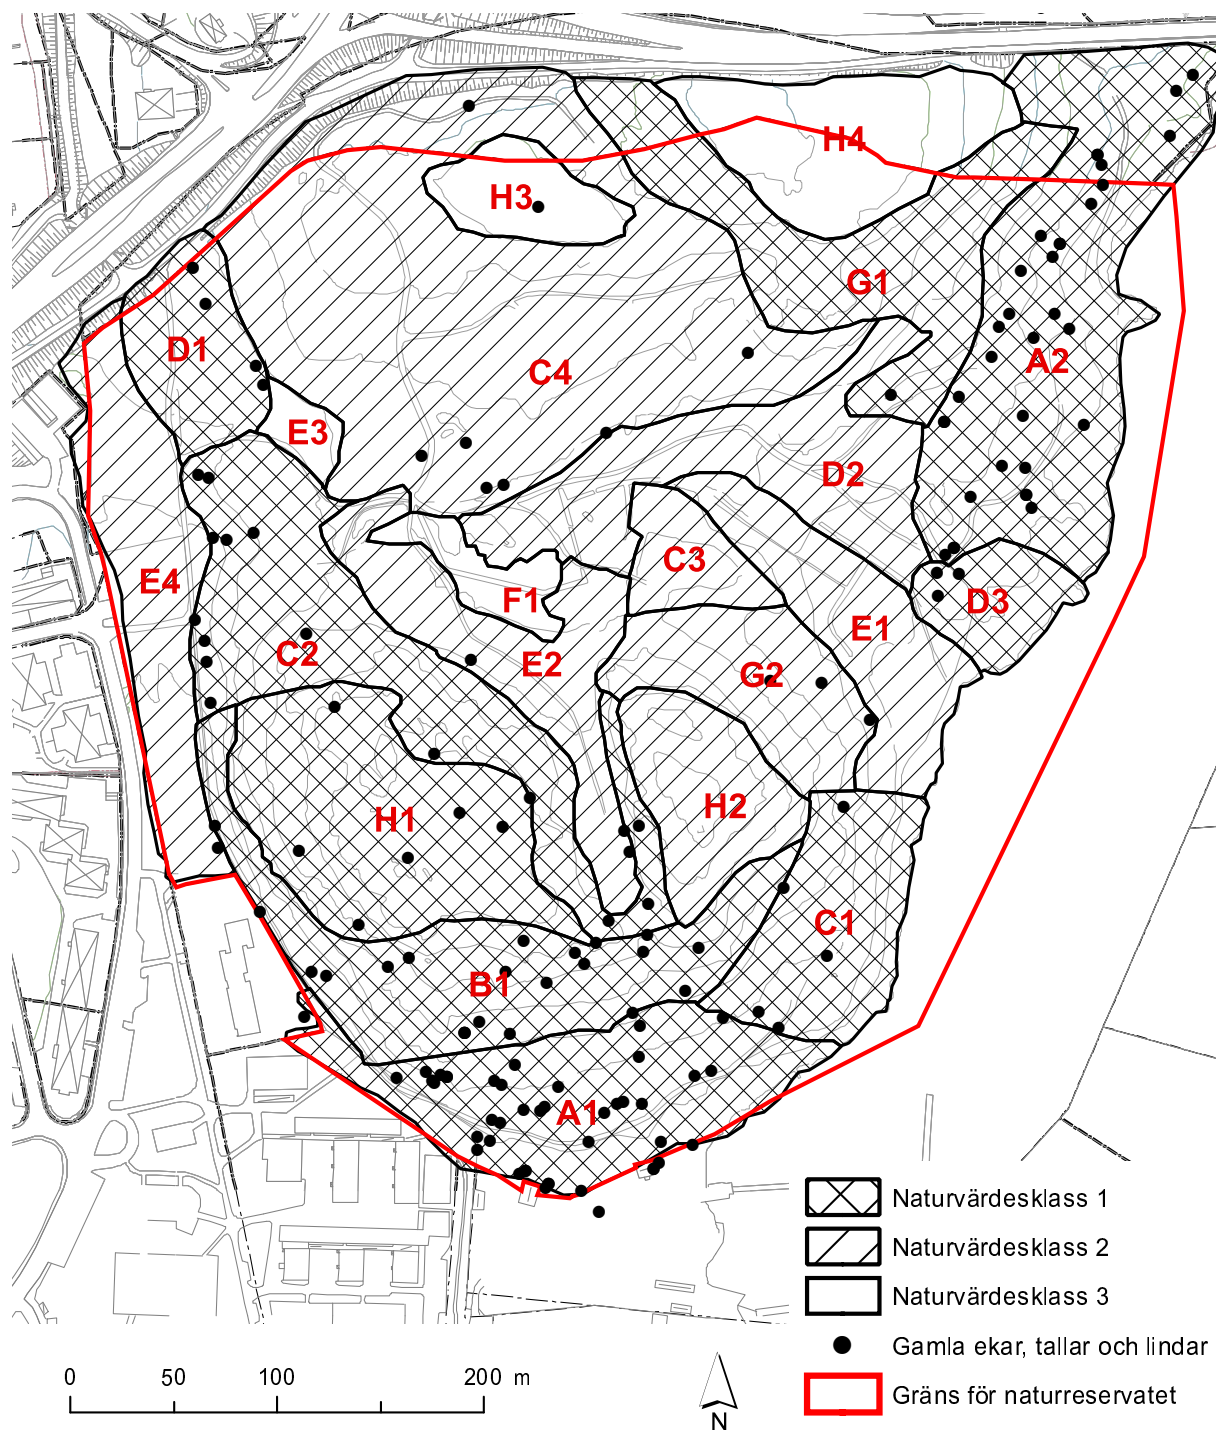 H4
H3
G1
D1
A2
C4
E3
D2
C3
E4
F1
D3
E1
C2
E2
G2
H1
H2
C1
B1
A1
Naturvärdesklass 1
Naturvärdesklass 2
Naturvärdesklass 3
Gamla ekar, tallar och lindar
Gräns för naturreservatet
0 50 100 200 m
N